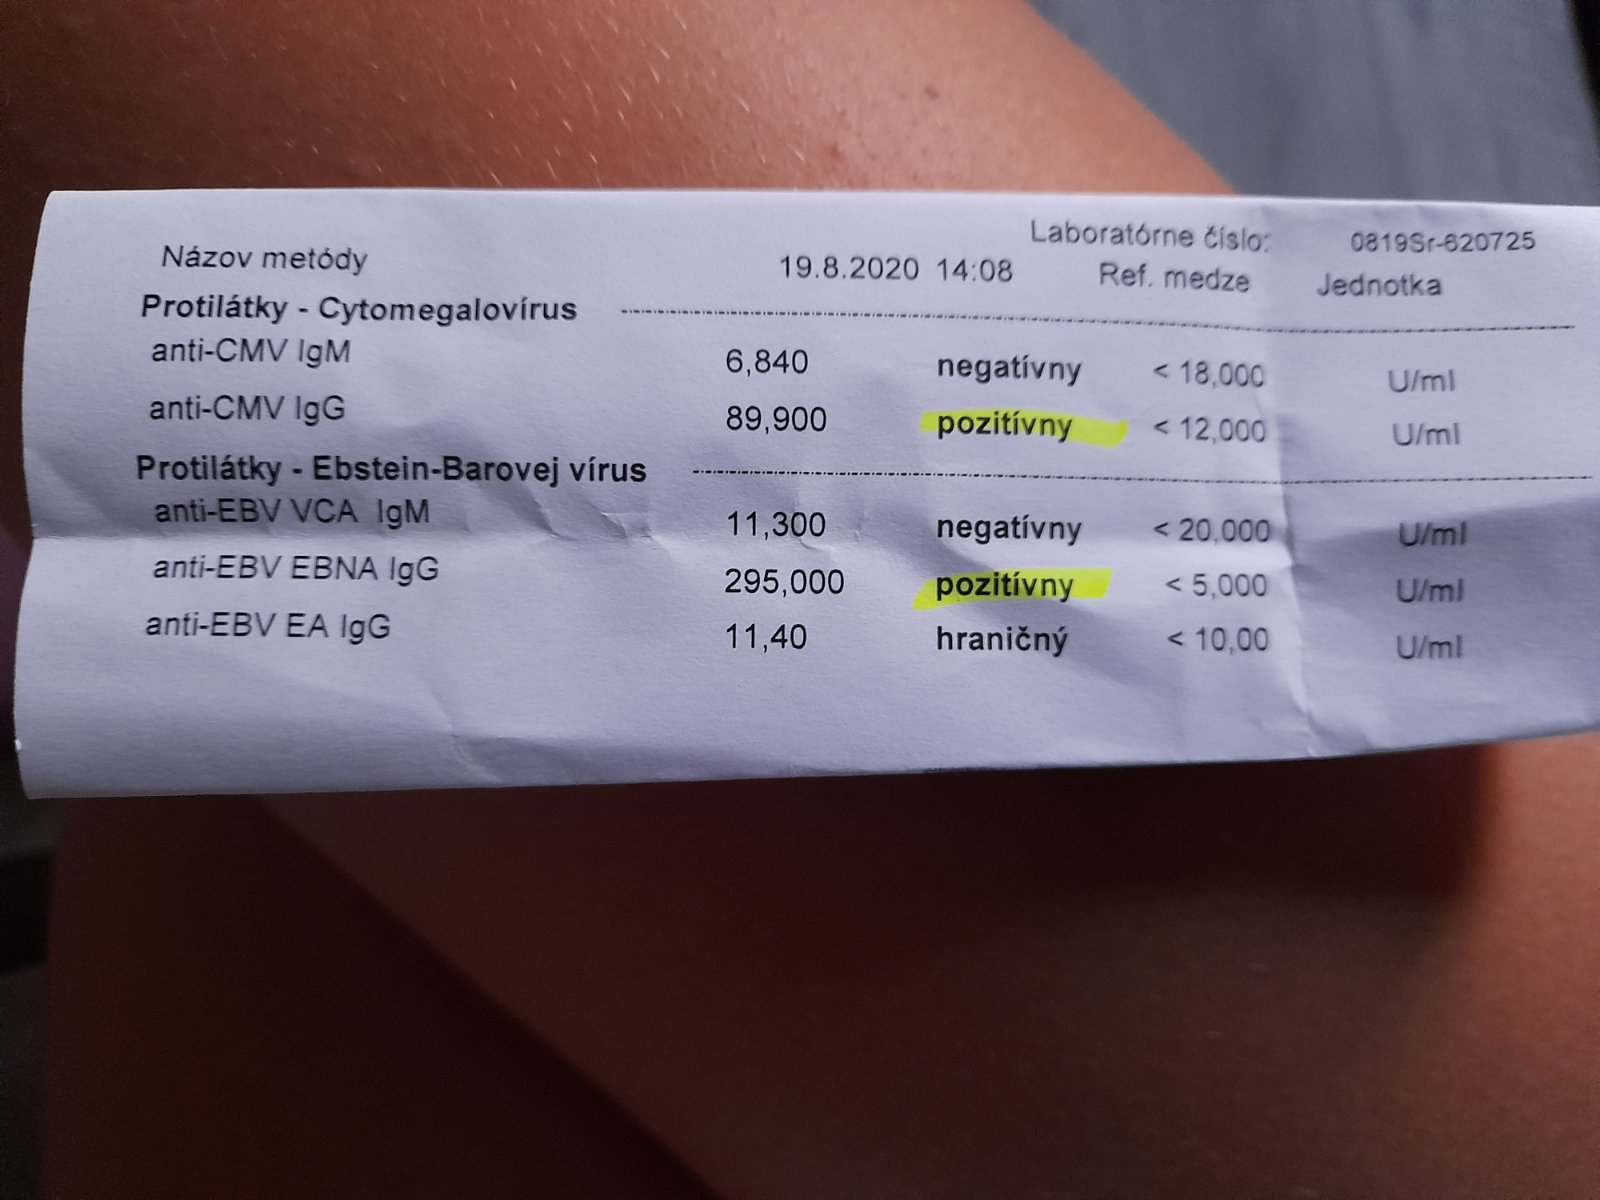 Laboratórne číslo: 0819Sr-620725
Názov metódy 19.8.2020 14:08 Ref. medze Jednotka
Protilátky - Cytomegalovírus
anti-CMV IgM 6,840 negatívny < 18,000 U/ml
anti-CMV IgG 89,900 pozitívny < 12,000 U/ml
Protilátky - Ebstein-Barovej vírus
anti-EBV VCA IgM 11,300 negatívny < 20,000 U/ml
anti-EBV EBNA IgG 295,000 pozitívny < 5,000 U/ml
anti-EBV EA IgG 11,40 hraničný < 10,00 U/ml